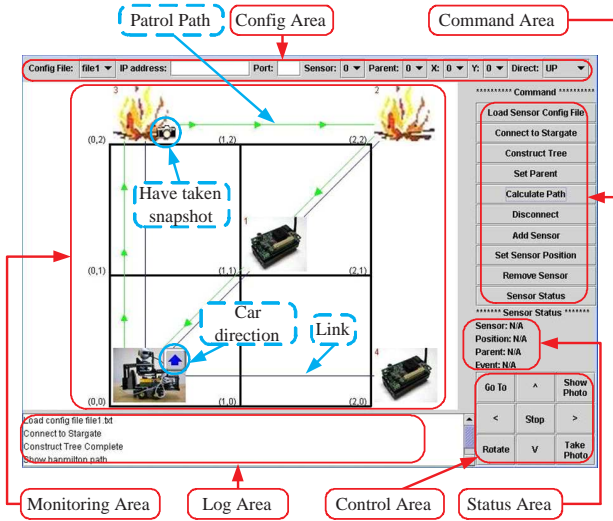 Patrol Path
Config Area
Command Area
Config File: file1 IP address: Port: Sensor: 0 Parent: 0 X: 0 Y: 0 Direct: UP
3
2
********** Command *********
Load Sensor Config File
Connect to Stargate
Construct Tree
Set Parent
Calculate Path
Disconnect
Add Sensor
Set Sensor Position
Remove Sensor
Sensor Status
(0,2)
(1,2)
(2,2)
Have taken
snapshot
1
(0,1)
(1,1)
(2,1)
Car
direction
Link
4
(0,0)
(1,0)
(2,0)
******* Sensor Status *******
Sensor: N/A
Position: N/A
Parent: N/A
Event: N/A
Go To
^
Show
Photo
<
Stop
>
Rotate
V
Take
Photo
Load config file file1.txt
Connect to Stargate
Construct Tree Complete
Show hanmilton path
Monitoring Area
Log Area
Control Area
Status Area